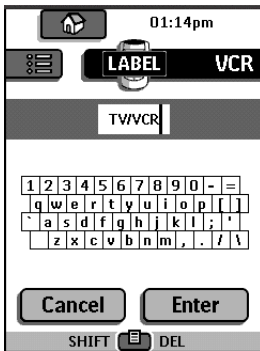 01:14pm
LABEL VCR
TV/VCR
1 2 3 4 5 6 7 8 9 0 - =
q w e r t y u i o p [ ]
` a s d f g h j k l ; '
z x c v b n m , . / \
Cancel Enter
SHIFT DEL